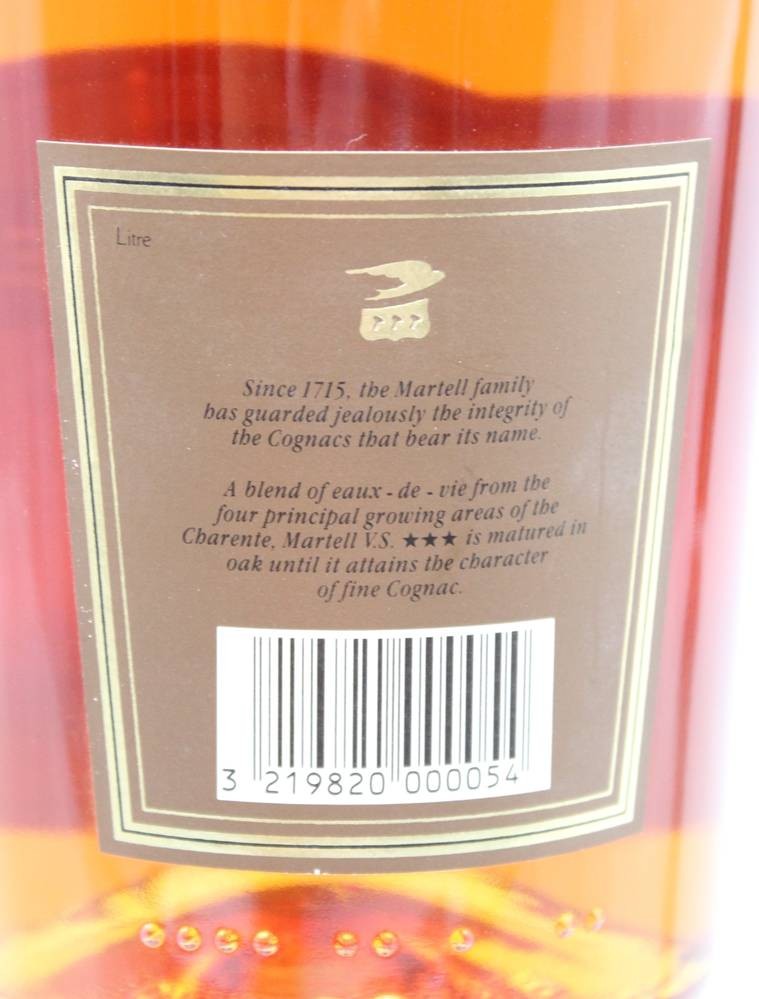 Litre
Since 1715, the Martell family
has guarded jealously the integrity of
the Cognacs that bear its name.
A blend of eaux - de - vie from the
four principal growing areas of the
Charente, Martell V.S. ★★★ is matured in
oak until it attains the character
of fine Cognac.
3 219820 000054